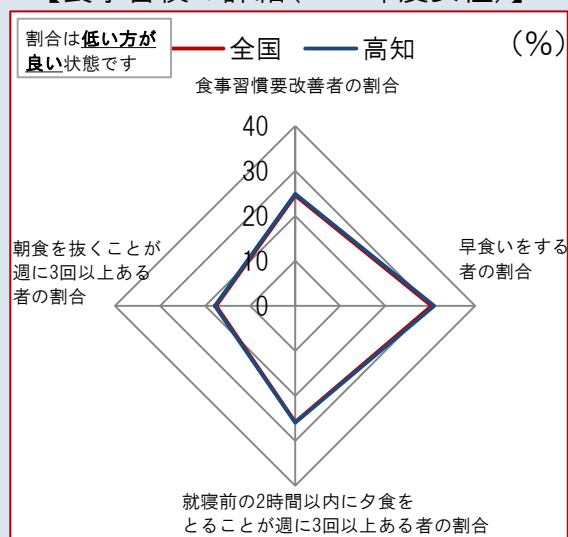 割合は低い方が
良い状態です
全国
高知
(%)
食事習慣要改善者の割合
40
30
20
10
0
朝食を抜くことが
週に3回以上ある
者の割合
早食いをする
者の割合
就寝前の2時間以内に夕食を
とることが週に3回以上ある者の割合